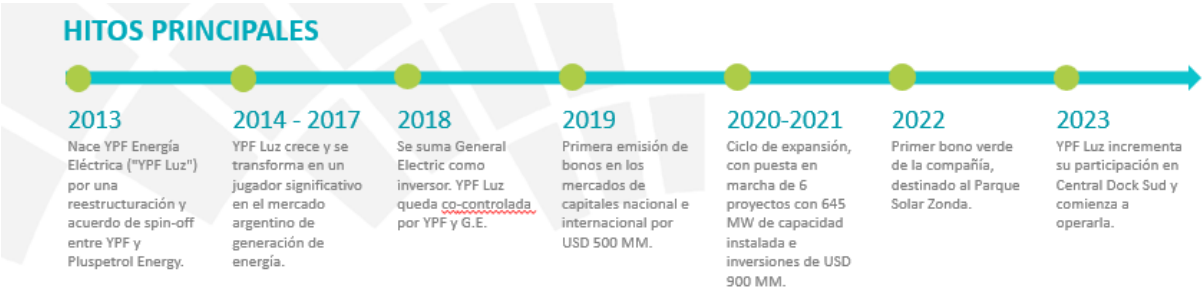 HITOS PRINCIPALES
2013
Nace YPF Energía
Eléctrica ("YPF Luz")
por una
reestructuración y
acuerdo de spin-off
entre YPF y
Pluspetrol Energy.
2014 - 2017
YPF Luz crece y se
transforma en un
jugador significativo
en el mercado
argentino de
generación de
energía.
2018
Se suma General
Electric como
inversor. YPF Luz
queda co-controlada
por YPF y G.E.
2019
Primera emisión de
bonos en los
mercados de
capitales nacional e
internacional por
USD 500 MM.
2020-2021
Ciclo de expansión,
con puesta en
marcha de 6
proyectos con 645
MW de capacidad
instalada e
inversiones de USD
900 MM.
2022
Primer bono verde
de la compañía,
destinado al Parque
Solar Zonda.
2023
YPF Luz incrementa
su participación en
Central Dock Sud y
comienza a
operarla.